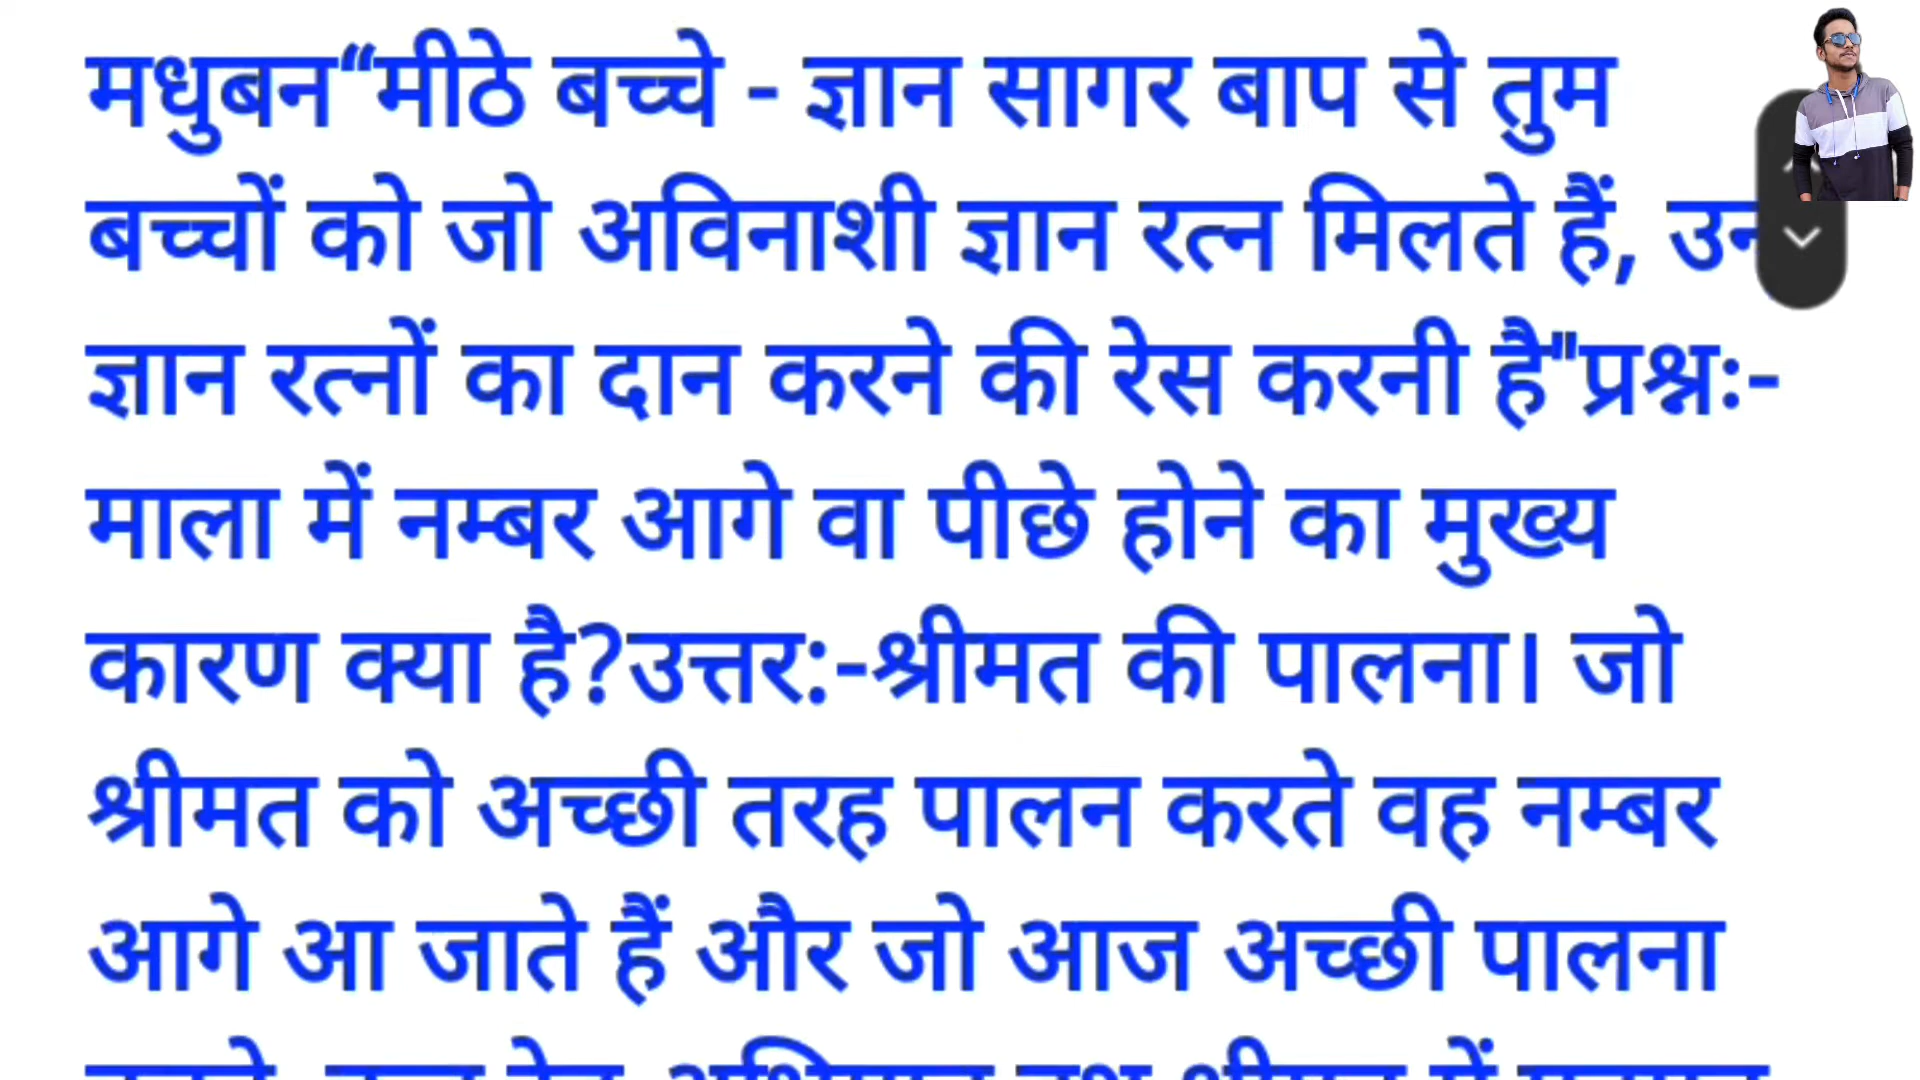 मधुबन“मीठे बच्चे - ज्ञान सागर बाप से तुम
बच्चों को जो अविनाशी ज्ञान रत्न मिलते हैं, उन
ज्ञान रत्नों का दान करने की रेस करनी है"प्रश्नः-
माला में नम्बर आगे वा पीछे होने का मुख्य
कारण क्या है?उत्तर:-श्रीमत की पालना। जो
श्रीमत को अच्छी तरह पालन करते वह नम्बर
आगे आ जाते हैं और जो आज अच्छी पालना